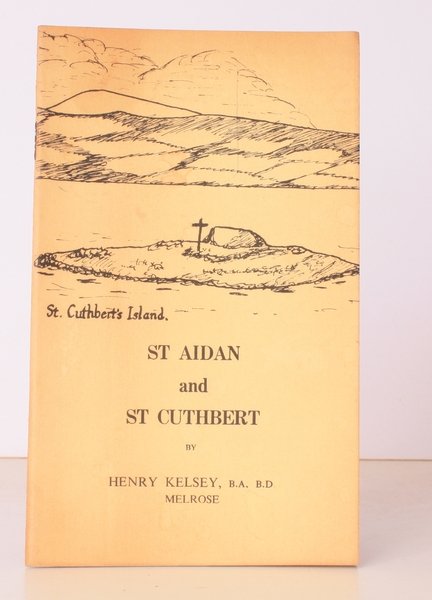 St. Cuthbert's Island.
ST AIDAN
and
ST CUTHBERT
BY
HENRY KELSEY, B.A. B.D
MELROSE